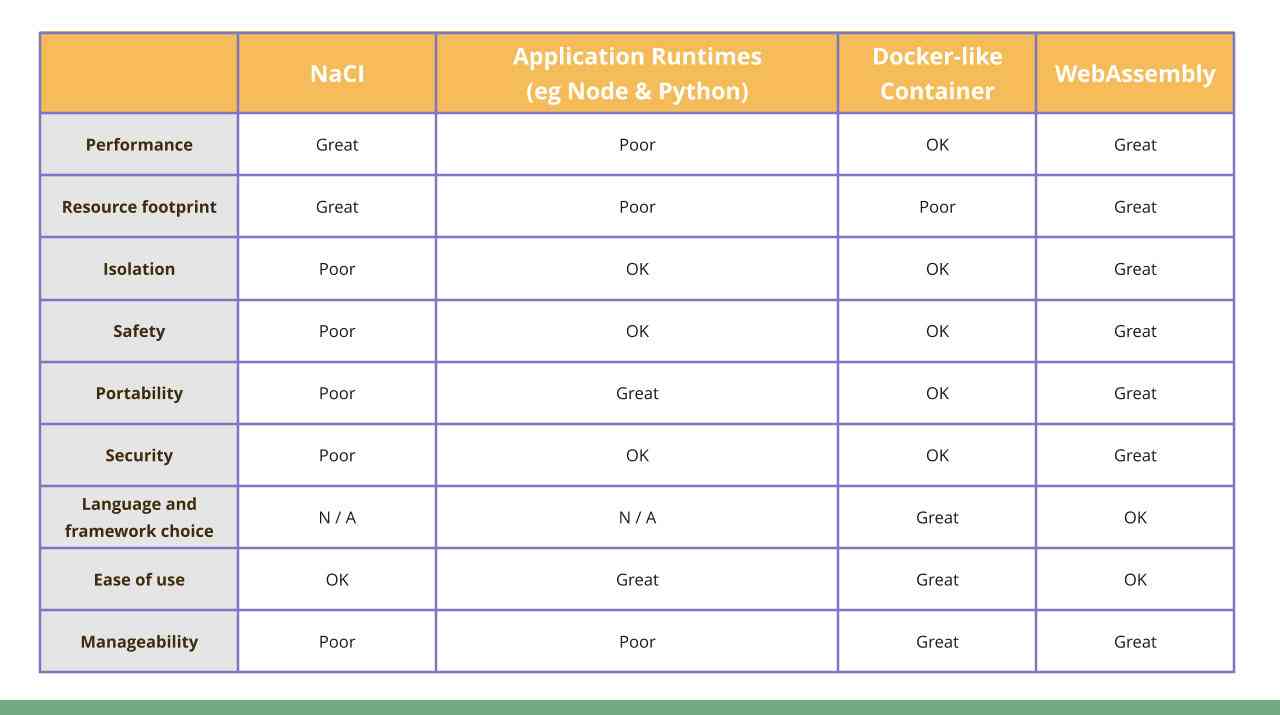 NaCl
Application Runtimes
(eg Node & Python)
Docker-like
Container
WebAssembly
Performance Great Poor OK Great
Resource footprint Great Poor Poor Great
Isolation Poor OK OK Great
Safety Poor OK OK Great
Portability Poor Great OK Great
Security Poor OK OK Great
Language and
framework choice N / A N / A Great OK
Ease of use OK Great Great OK
Manageability Poor Poor Great Great